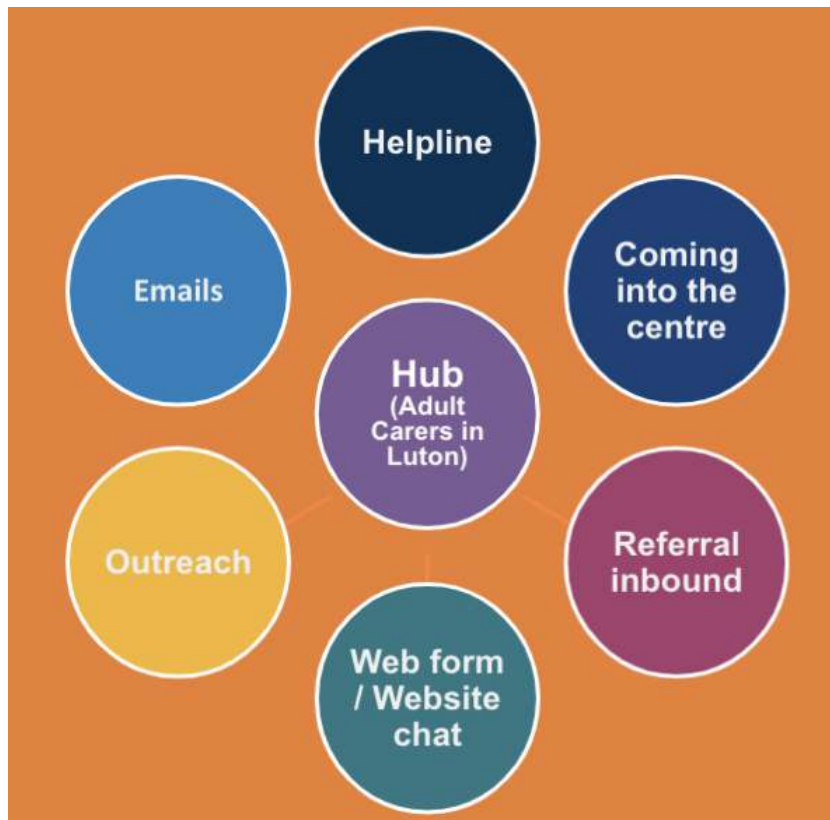 Helpline
Emails
Coming
into the
centre
Hub
(Adult
Carers in
Luton)
Outreach
Referral
inbound
Web form
/ Website
chat